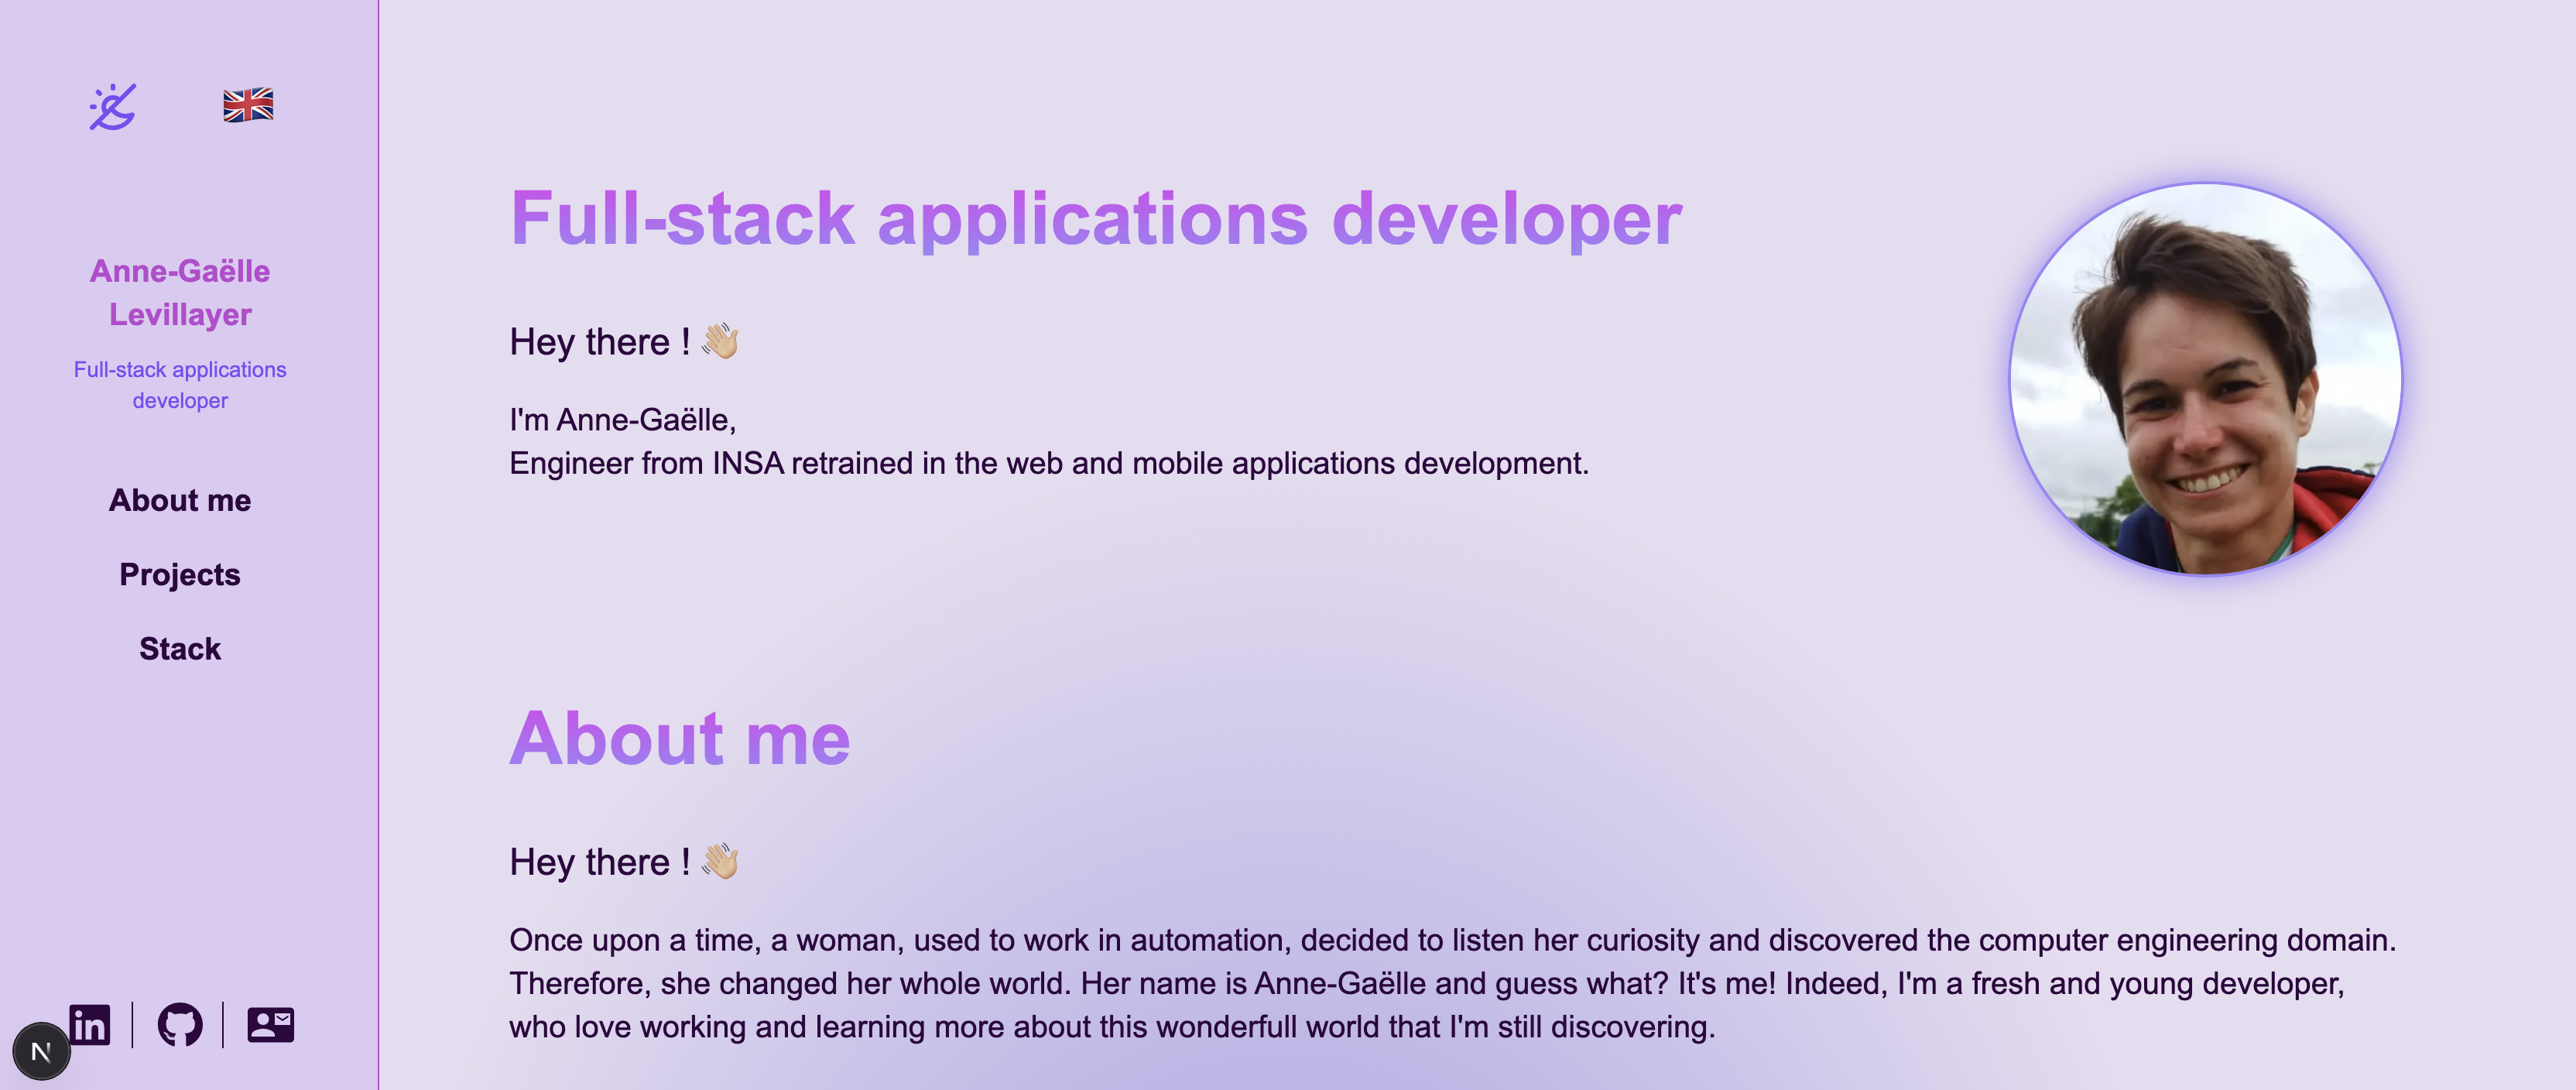 Anne-Gaëlle
Levillayer
Full-stack applications
developer
About me
Projects
Stack
in
N
Full-stack applications developer
Hey there ! 👋🏼
I'm Anne-Gaëlle,
Engineer from INSA retrained in the web and mobile applications development.
About me
Hey there ! 👋🏼
Once upon a time, a woman, used to work in automation, decided to listen her curiosity and discovered the computer engineering domain.
Therefore, she changed her whole world. Her name is Anne-Gaëlle and guess what? It's me! Indeed, I'm a fresh and young developer,
who love working and learning more about this wonderfull world that I'm still discovering.